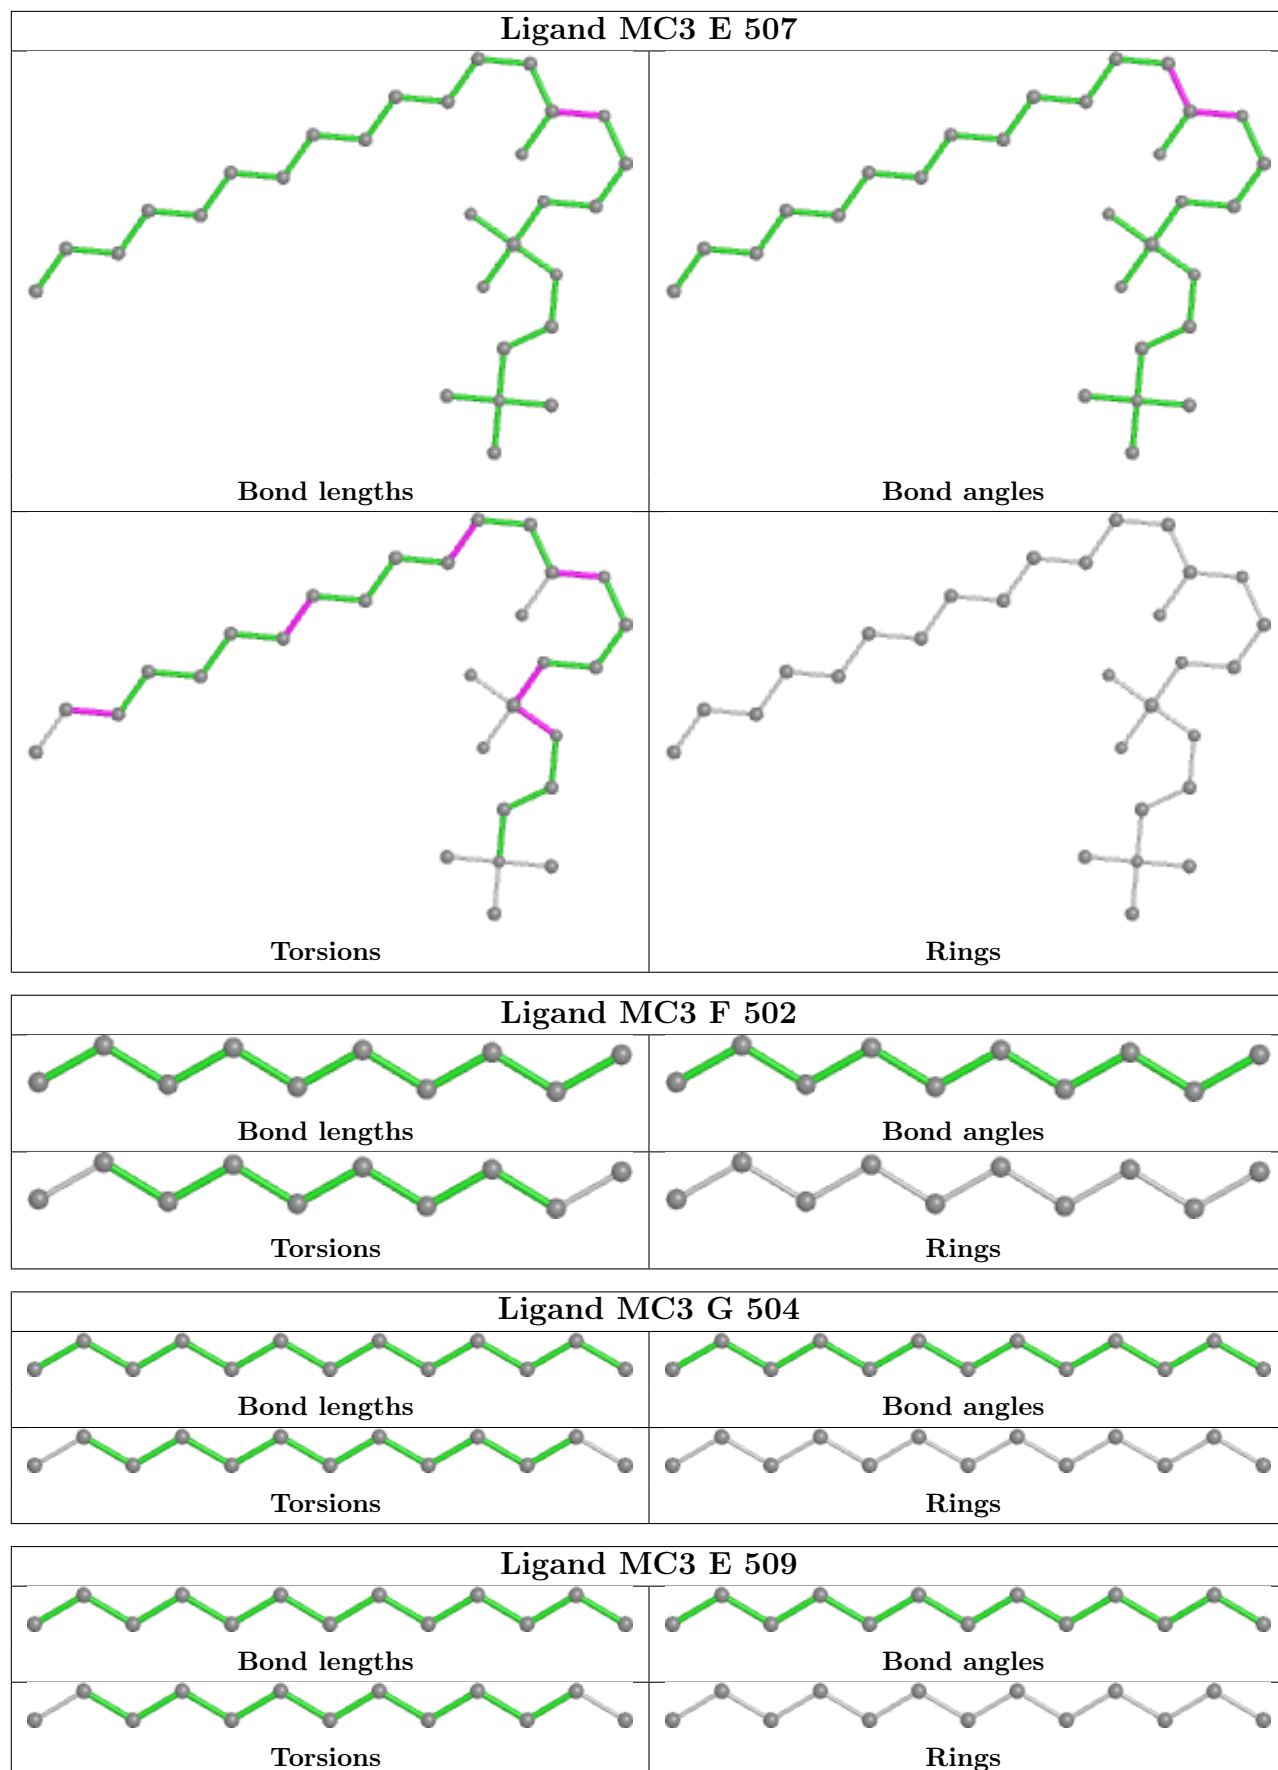 Ligand MC3 E 507
Bond lengths
Bond angles
Torsions
Rings
Ligand MC3 F 502
Bond lengths
Bond angles
Torsions
Rings
Ligand MC3 G 504
Bond lengths
Bond angles
Torsions
Rings
Ligand MC3 E 509
Bond lengths
Bond angles
Torsions
Rings